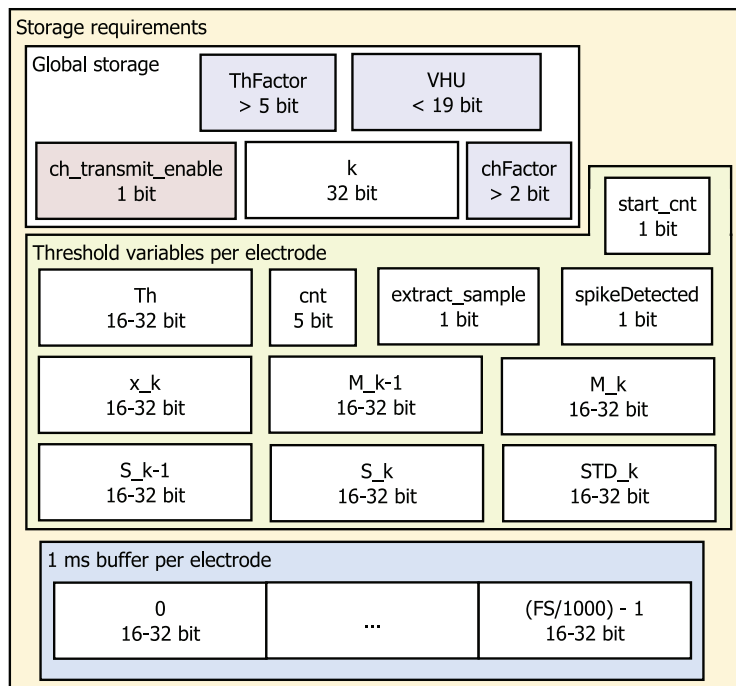 Storage requirements
Global storage
ThFactor
> 5 bit
VHU
< 19 bit
ch_transmit_enable
1 bit
k
32 bit
chFactor
> 2 bit
start_cnt
1 bit
Threshold variables per electrode
Th
16-32 bit
cnt
5 bit
extract_sample
1 bit
spikeDetected
1 bit
x_k
16-32 bit
M_k-1
16-32 bit
M_k
16-32 bit
S_k-1
16-32 bit
S_k
16-32 bit
STD_k
16-32 bit
1 ms buffer per electrode
0
16-32 bit
...
(FS/1000) - 1
16-32 bit